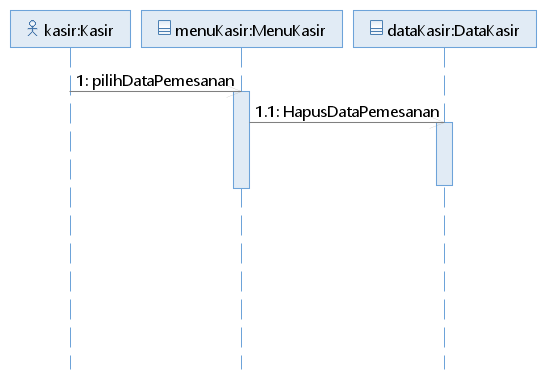 kasir:Kasir
menuKasir:MenuKasir
dataKasir:DataKasir
1: pilihDataPemesanan
1.1: HapusDataPemesanan